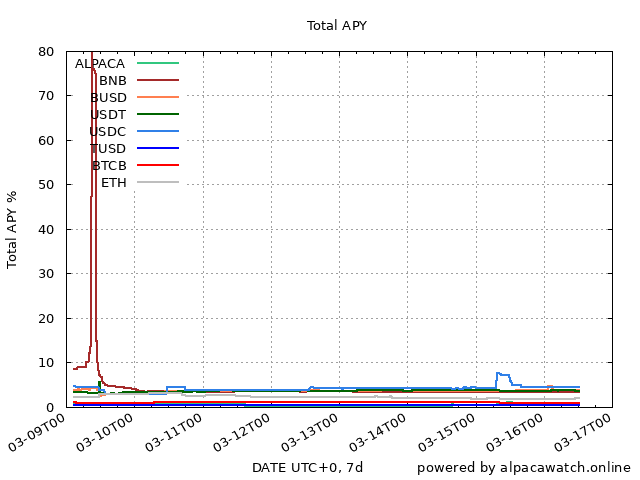 Total APY
Total APY %
80
70
60
50
40
30
20
10
0
ALPACA
BNB
BUSD
USDT
USDC
TUSD
BTCB
ETH
03-09T00
03-10T00
03-11T00
03-12T00
03-13T00
03-14T00
03-15T00
03-16T00
03-17T00
DATE UTC+0, 7d
powered by alpacawatch.online